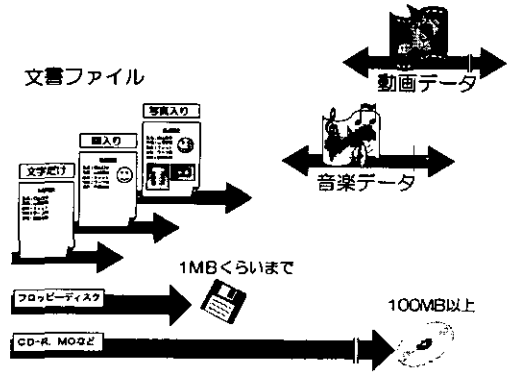 文書ファイル
動画データ
写真入り
音楽データ
図入り
文字だけ
1MBくらいまで
フロッピーディスク
100MB以上
CD-R、MOなど